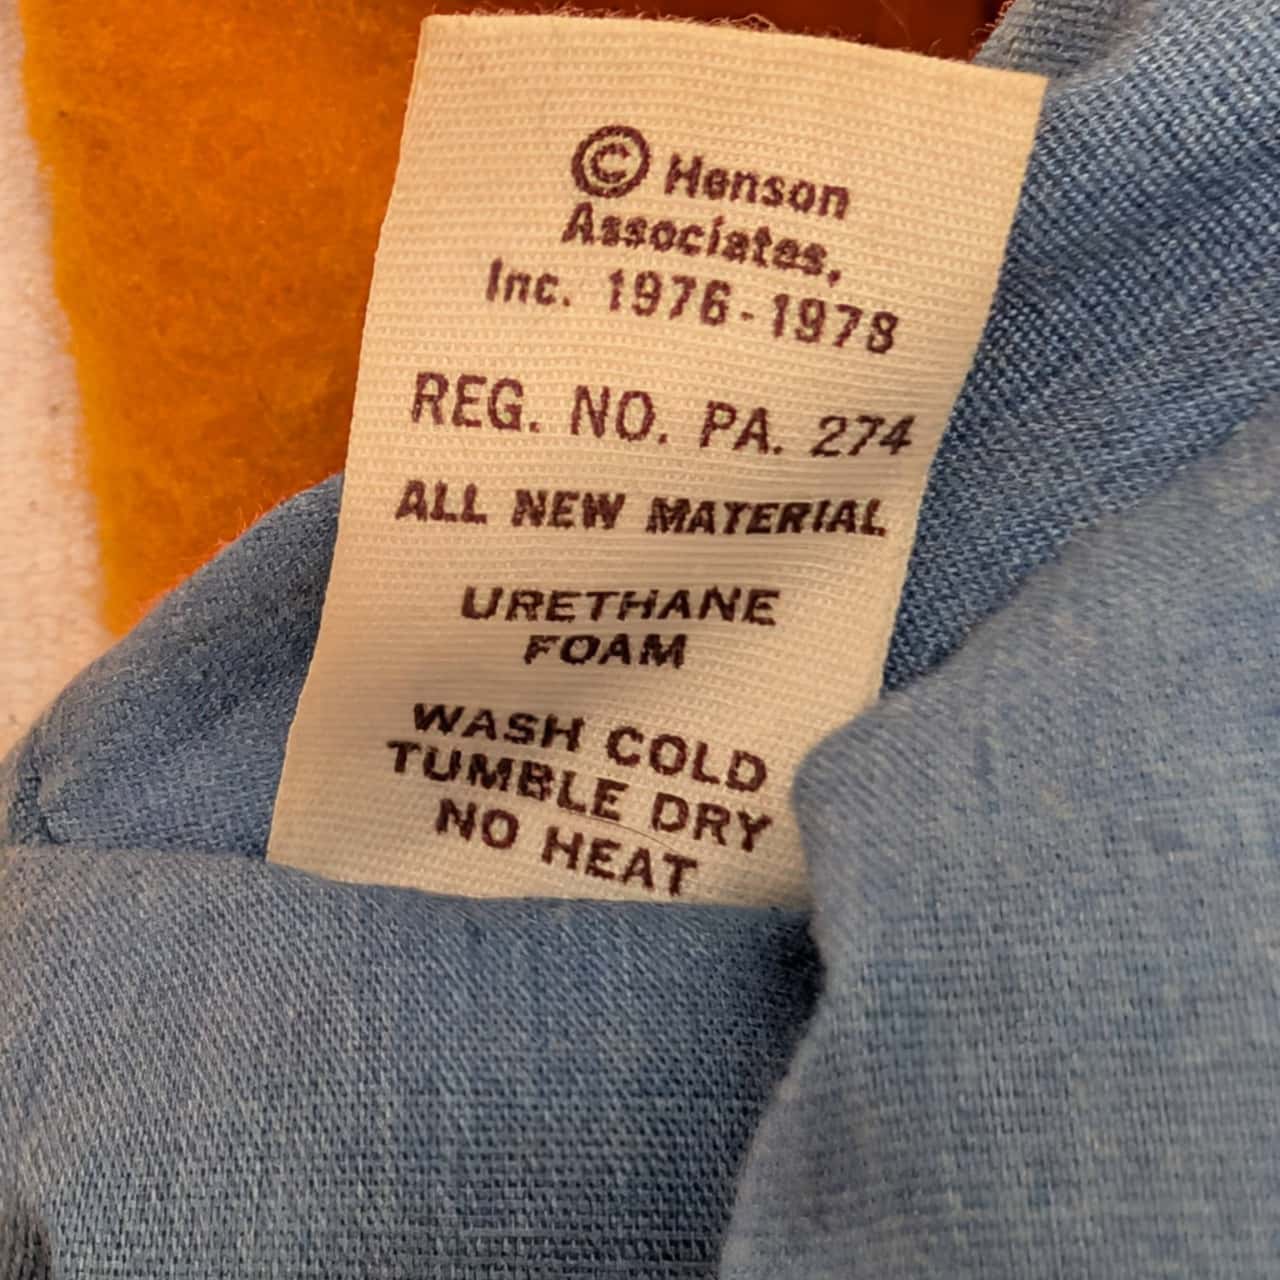 © Henson
Associates,
Inc. 1976-1978
REG. NO. PA. 274
ALL NEW MATERIAL
URETHANE
FOAM
WASH COLD
TUMBLE DRY
NO HEAT